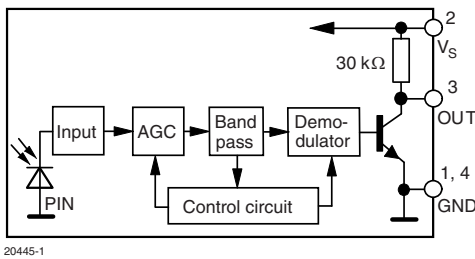 2
V_S
30 kΩ
3
OUT
Input
AGC
Band
pass
Demo-
dulator
1, 4
GND
PIN
Control circuit
20445-1